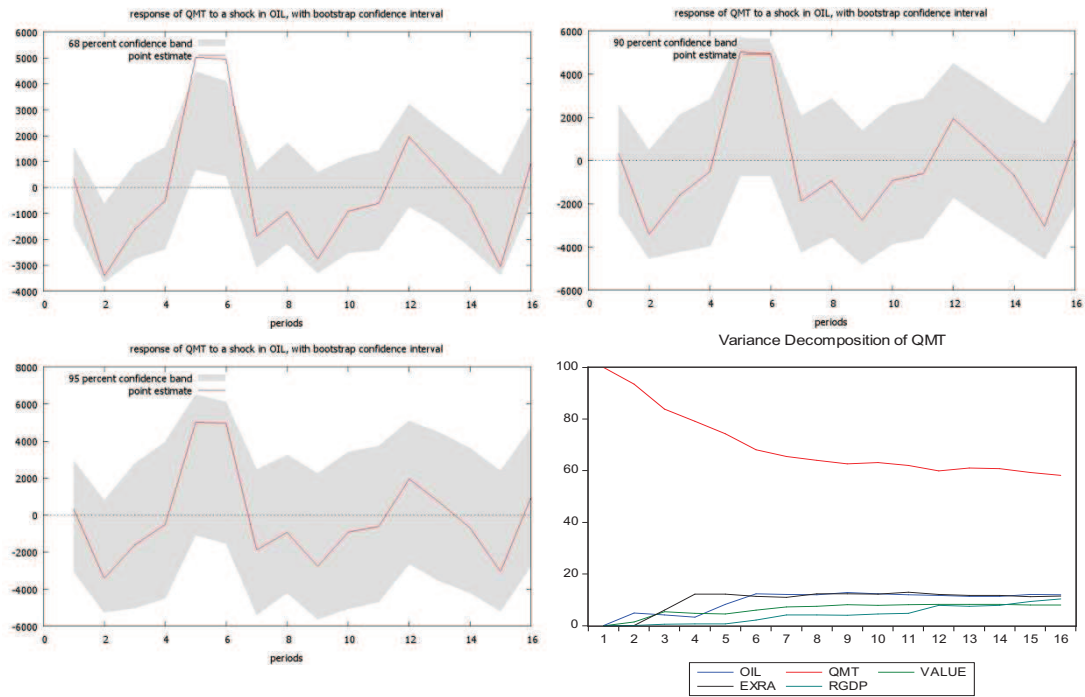 response of QMT to a shock in OIL, with bootstrap confidence interval
6000
5000
4000
3000
2000
1000
0
-1000
-2000
-3000
-4000
68 percent confidence band
point estimate
0 2 4 6 8 10 12 14 16
periods
response of QMT to a shock in OIL, with bootstrap confidence interval
6000
4000
2000
0
-2000
-4000
-6000
90 percent confidence band
point estimate
0 2 4 6 8 10 12 14 16
periods
response of QMT to a shock in OIL, with bootstrap confidence interval
8000
6000
4000
2000
0
-2000
-4000
-6000
95 percent confidence band
point estimate
0 2 4 6 8 10 12 14 16
periods
Variance Decomposition of QMT
100
80
60
40
20
0
1 2 3 4 5 6 7 8 9 10 11 12 13 14 15 16
OIL QMT VALUE
EXRA RGDP